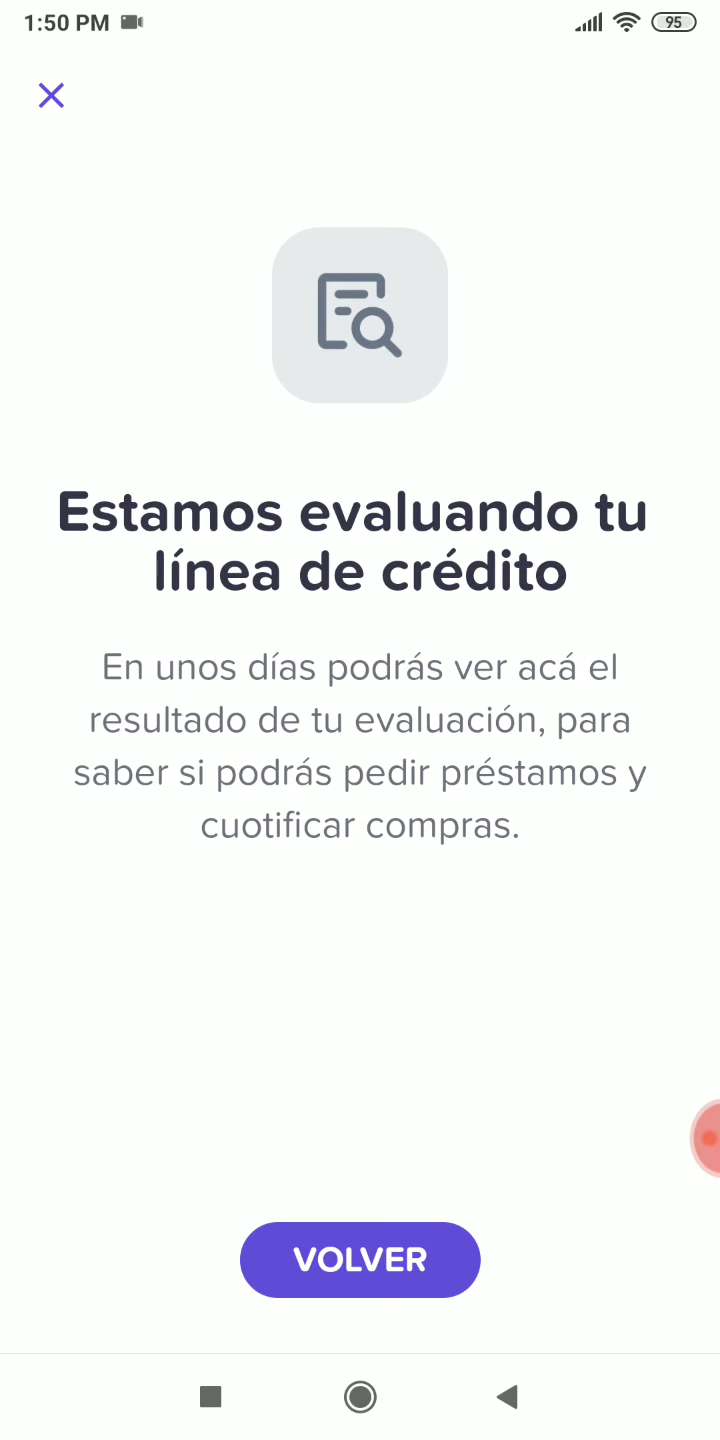 1:50 PM
95
Estamos evaluando tu
línea de crédito
En unos días podrás ver acá el
resultado de tu evaluación, para
saber si podrás pedir préstamos y
cuotificar compras.
VOLVER